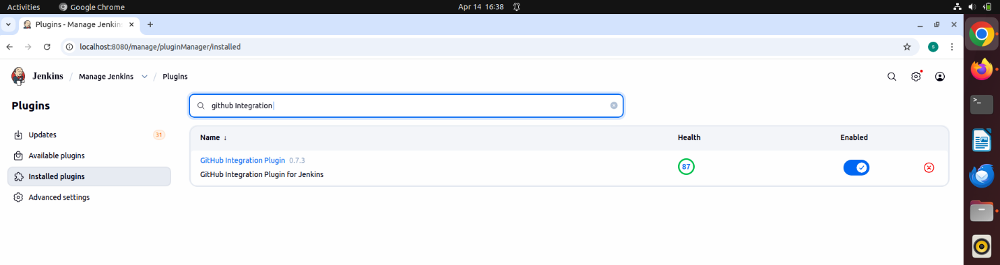 Activities Google Chrome Apr 14 16:38
Plugins - Manage Jenkins
localhost:8080/manage/pluginManager/installed
Jenkins / Manage Jenkins / Plugins
Plugins
github Integration
Updates 31
Available plugins
Installed plugins
Advanced settings
Name ↓ Health Enabled
GitHub Integration Plugin 0.7.3
87
GitHub Integration Plugin for Jenkins
s
>_